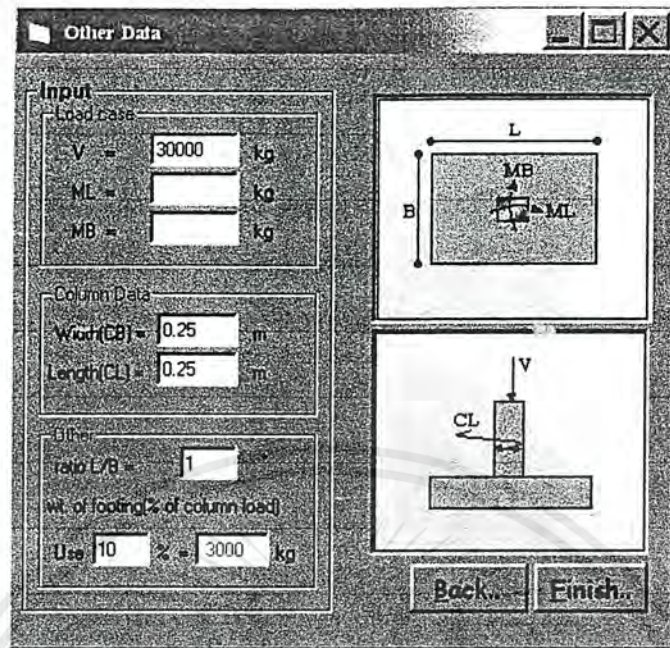 Other Data
Input
Load case
V = 30000 kg
ML = kg
MB = kg
Column Data
Width(CB) = 0.25 m
Length(CL) = 0.25 m
Other
ratio L/B = 1
wt. of footing(% of column load)
Use 10 % = 3000 kg
L
MB
B
ML
V
CL
Back..
Finish..